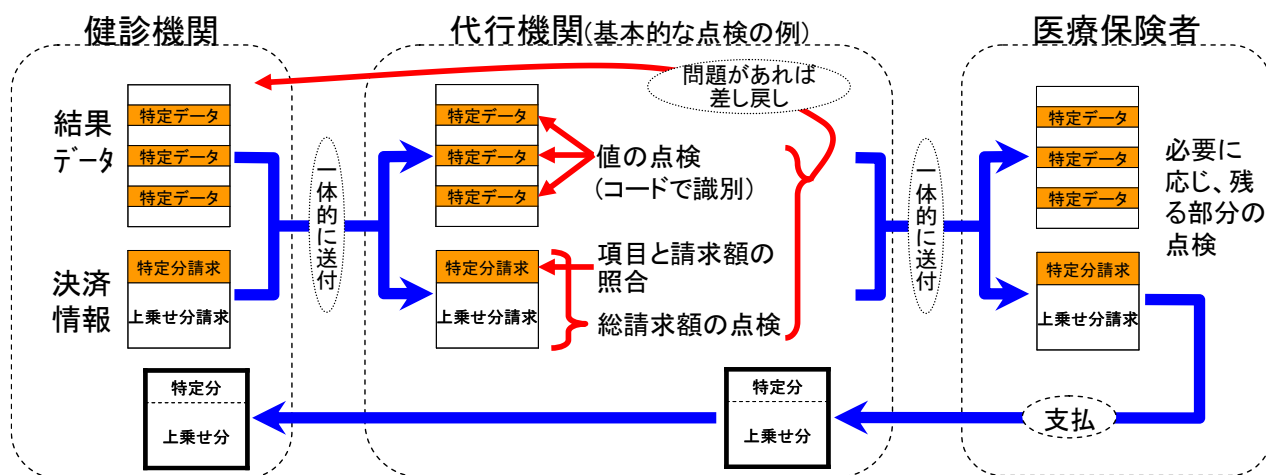 健診機関
結果
データ
特定データ
特定データ
特定データ
決済
情報
特定分請求
上乗せ分請求
特定分
上乗せ分
一体的に送付
代行機関(基本的な点検の例)
問題があれば
差し戻し
特定データ
特定データ
特定データ
値の点検
(コードで識別)
特定分請求
上乗せ分請求
項目と請求額の
照合
総請求額の点検
特定分
上乗せ分
一体的に送付
医療保険者
特定データ
特定データ
特定データ
必要に
応じ、残
る部分の
点検
特定分請求
上乗せ分請求
支払